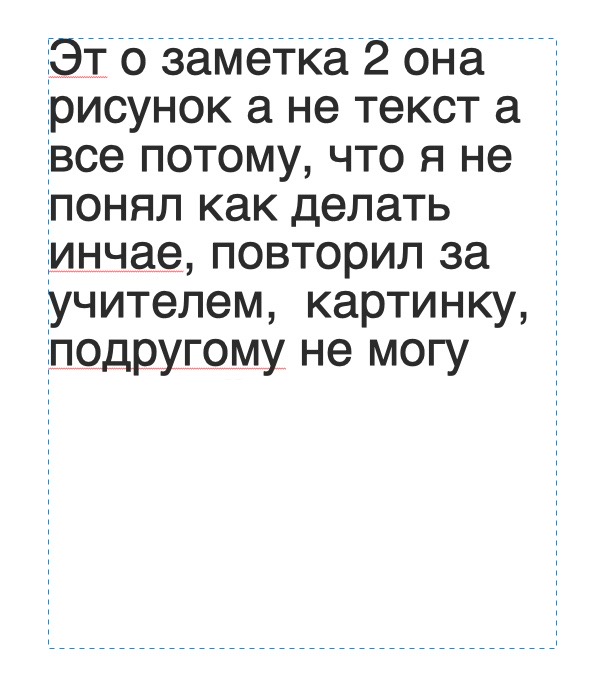 Эт о заметка 2 она
рисунок а не текст а
все потому, что я не
понял как делать
инчае, повторил за
учителем,  картинку,
подругому не могу